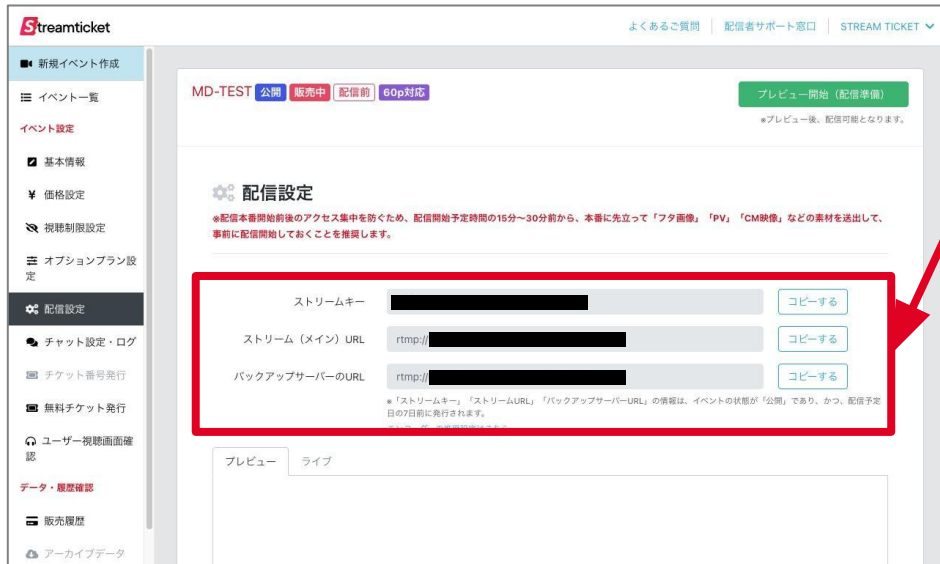 Streamticket
よくあるご質問
配信者サポート窓口
STREAM TICKET
新規イベント作成
イベント一覧
イベント設定
基本情報
¥ 価格設定
視聴制限設定
オプションプラン設
定
配信設定
チャット設定・ログ
チケット番号発行
無料チケット発行
ユーザー視聴画面確
認
データ・履歴確認
販売履歴
アーカイブデータ
MD-TEST 公開 販売中 配信前 60p対応
プレビュー開始（配信準備）
※プレビュー後、配信可能となります。
配信設定
※配信本番開始前後のアクセス集中を防ぐため、配信開始予定時間の15分〜30分前から、本番に先立って「フタ画像」「PV」「CM映像」などの素材を送出して、
事前に配信開始しておくことを推奨します。
ストリームキー
コピーする
ストリーム（メイン）URL
rtmp://
コピーする
バックアップサーバーのURL
rtmp://
コピーする
※「ストリームキー」「ストリームURL」「バックアップサーバーURL」の情報は、イベントの状態が「公開」であり、かつ、配信予定
日の7日前に発行されます。
プレビュー
ライブ